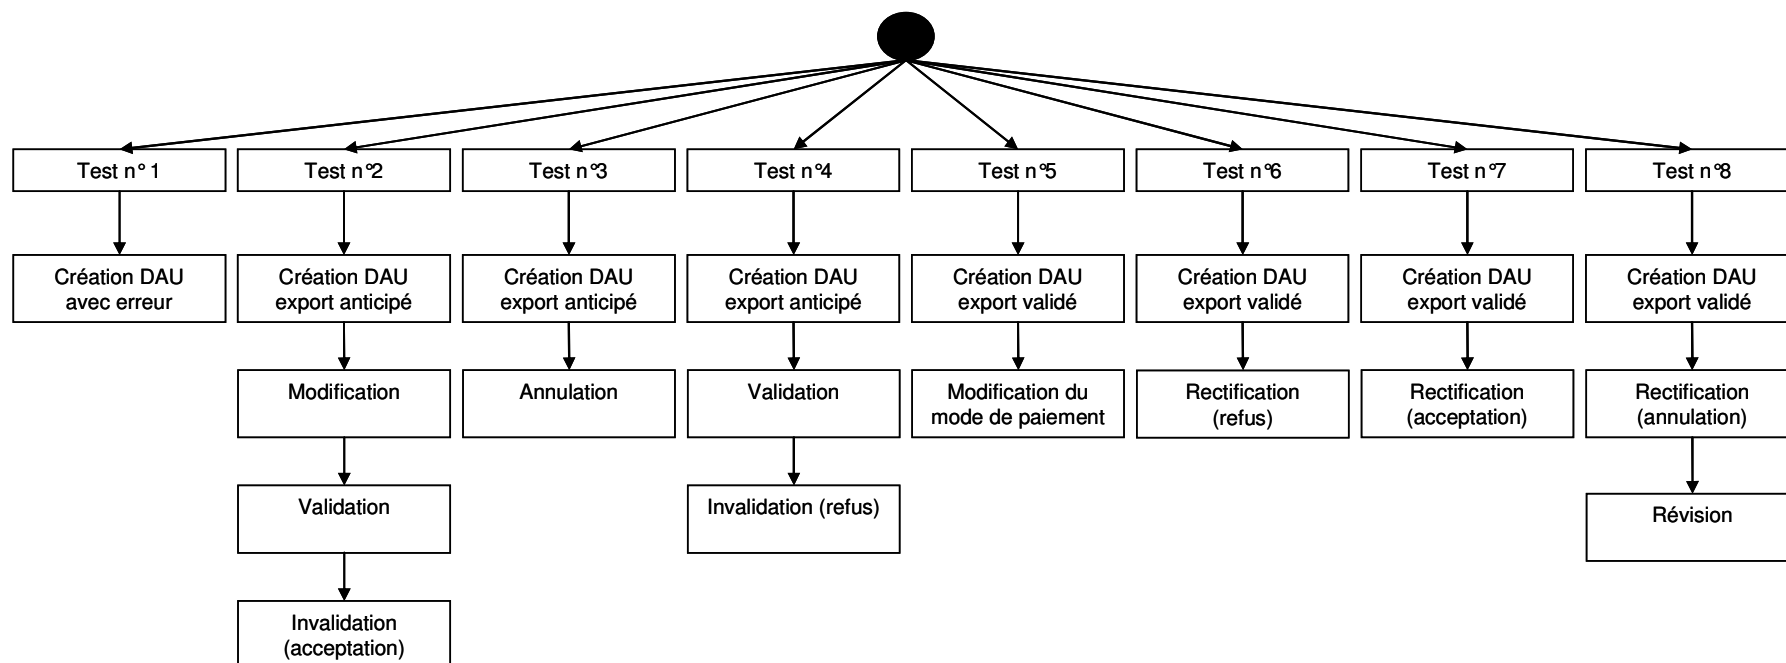 Test n° 1
Test n°2
Test n°3
Test n°4
Test n°5
Test n°6
Test n°7
Test n°8
Création DAU
avec erreur
Création DAU
export anticipé
Création DAU
export anticipé
Création DAU
export anticipé
Création DAU
export validé
Création DAU
export validé
Création DAU
export validé
Création DAU
export validé
Modification
Annulation
Validation
Modification du
mode de paiement
Rectification
(refus)
Rectification
(acceptation)
Rectification
(annulation)
Validation
Invalidation (refus)
Révision
Invalidation
(acceptation)